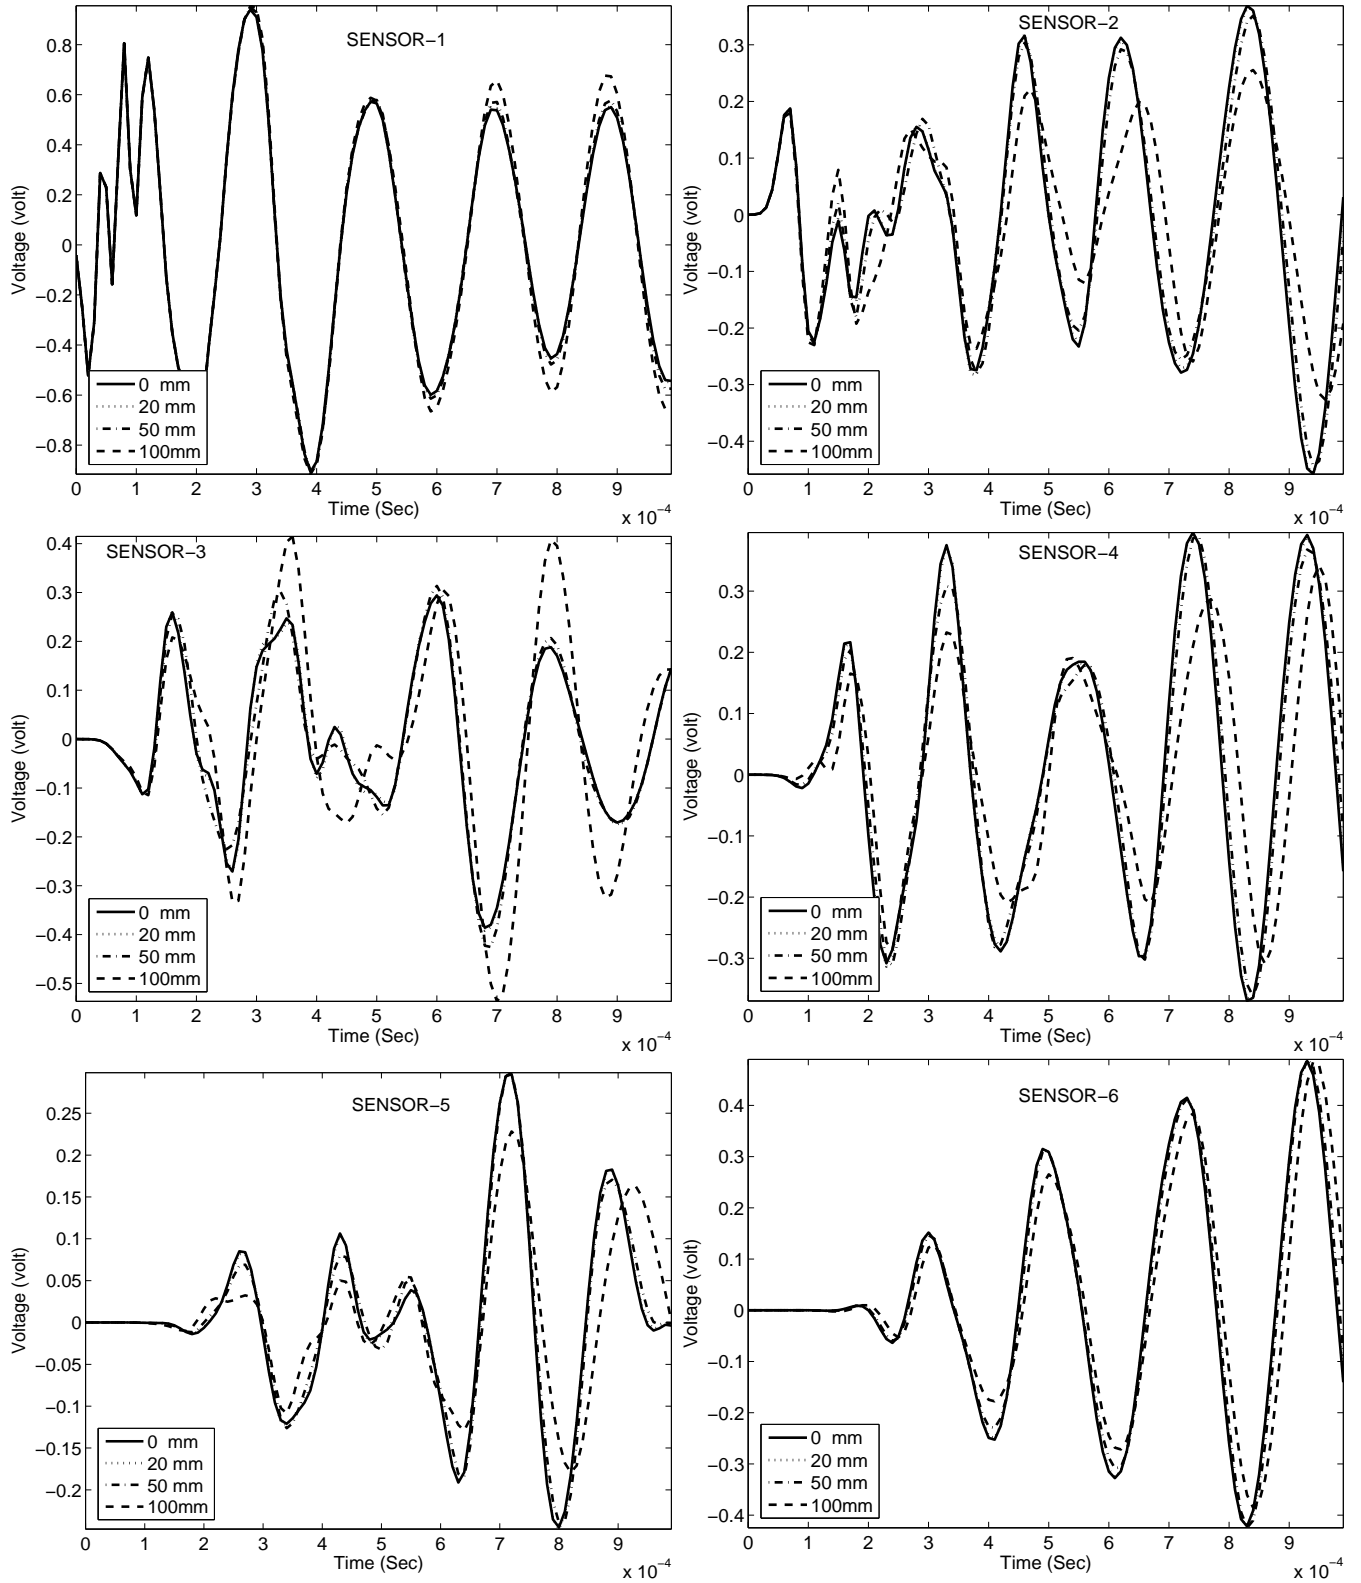 SENSOR−1
0.8
0.6
0.4
0.2
0
−0.2
−0.4
−0.6
−0.8
Voltage (volt)
0 mm
20 mm
50 mm
100mm
0 1 2 3 4 5 6 7 8 9
Time (Sec)
x 10−4
SENSOR−2
0.3
0.2
0.1
0
−0.1
−0.2
−0.3
−0.4
Voltage (volt)
0 mm
20 mm
50 mm
100mm
0 1 2 3 4 5 6 7 8 9
Time (Sec)
x 10−4
SENSOR−3
0.4
0.3
0.2
0.1
0
−0.1
−0.2
−0.3
−0.4
−0.5
Voltage (volt)
0 mm
20 mm
50 mm
100mm
0 1 2 3 4 5 6 7 8 9
Time (Sec)
x 10−4
SENSOR−4
0.3
0.2
0.1
0
−0.1
−0.2
−0.3
Voltage (volt)
0 mm
20 mm
50 mm
100mm
0 1 2 3 4 5 6 7 8 9
Time (Sec)
x 10−4
SENSOR−5
0.25
0.2
0.15
0.1
0.05
0
−0.05
−0.1
−0.15
−0.2
Voltage (volt)
0 mm
20 mm
50 mm
100mm
0 1 2 3 4 5 6 7 8 9
Time (Sec)
x 10−4
SENSOR−6
0.4
0.3
0.2
0.1
0
−0.1
−0.2
−0.3
−0.4
Voltage (volt)
0 mm
20 mm
50 mm
100mm
0 1 2 3 4 5 6 7 8 9
Time (Sec)
x 10−4